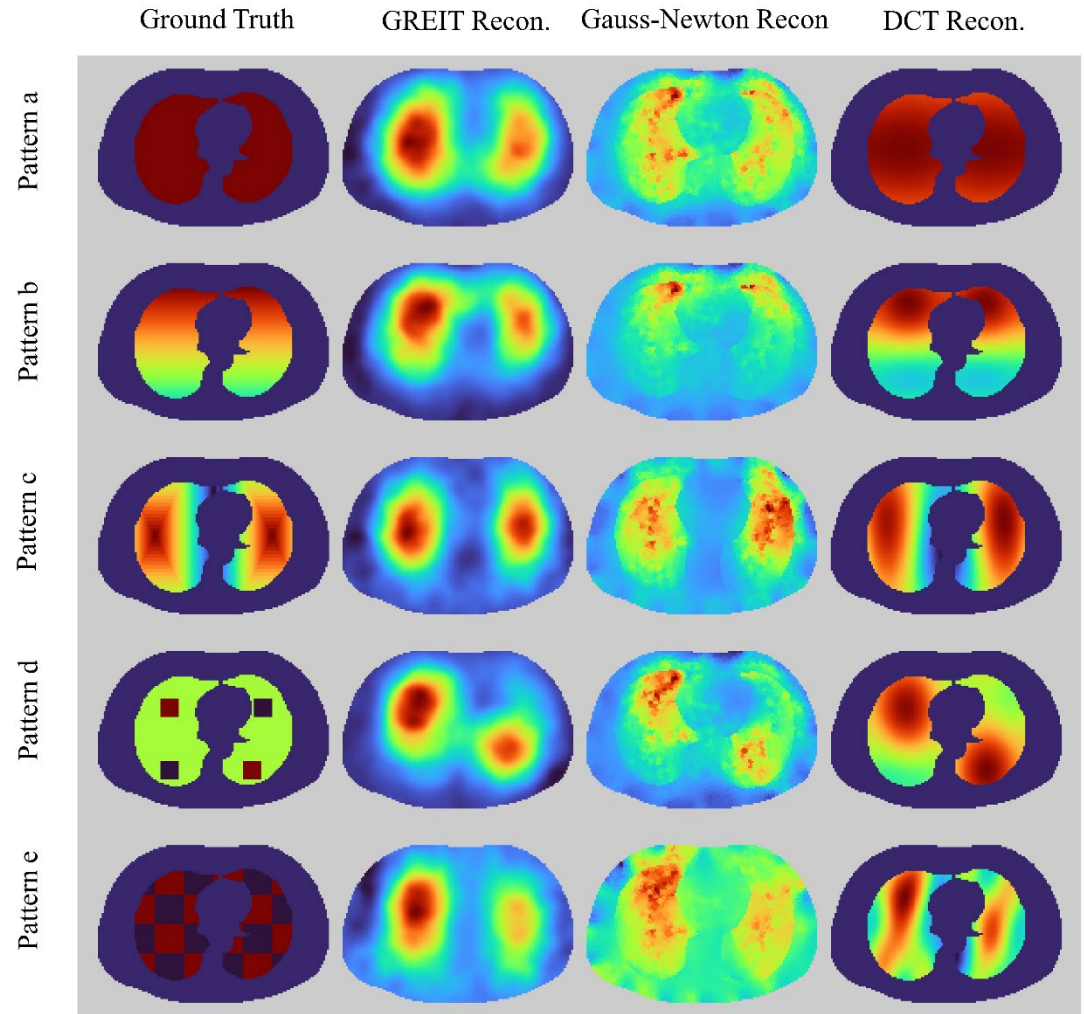 Ground Truth
GREIT Recon.
Gauss-Newton Recon
DCT Recon.
Pattern a
Pattern b
Pattern c
Pattern d
Pattern e